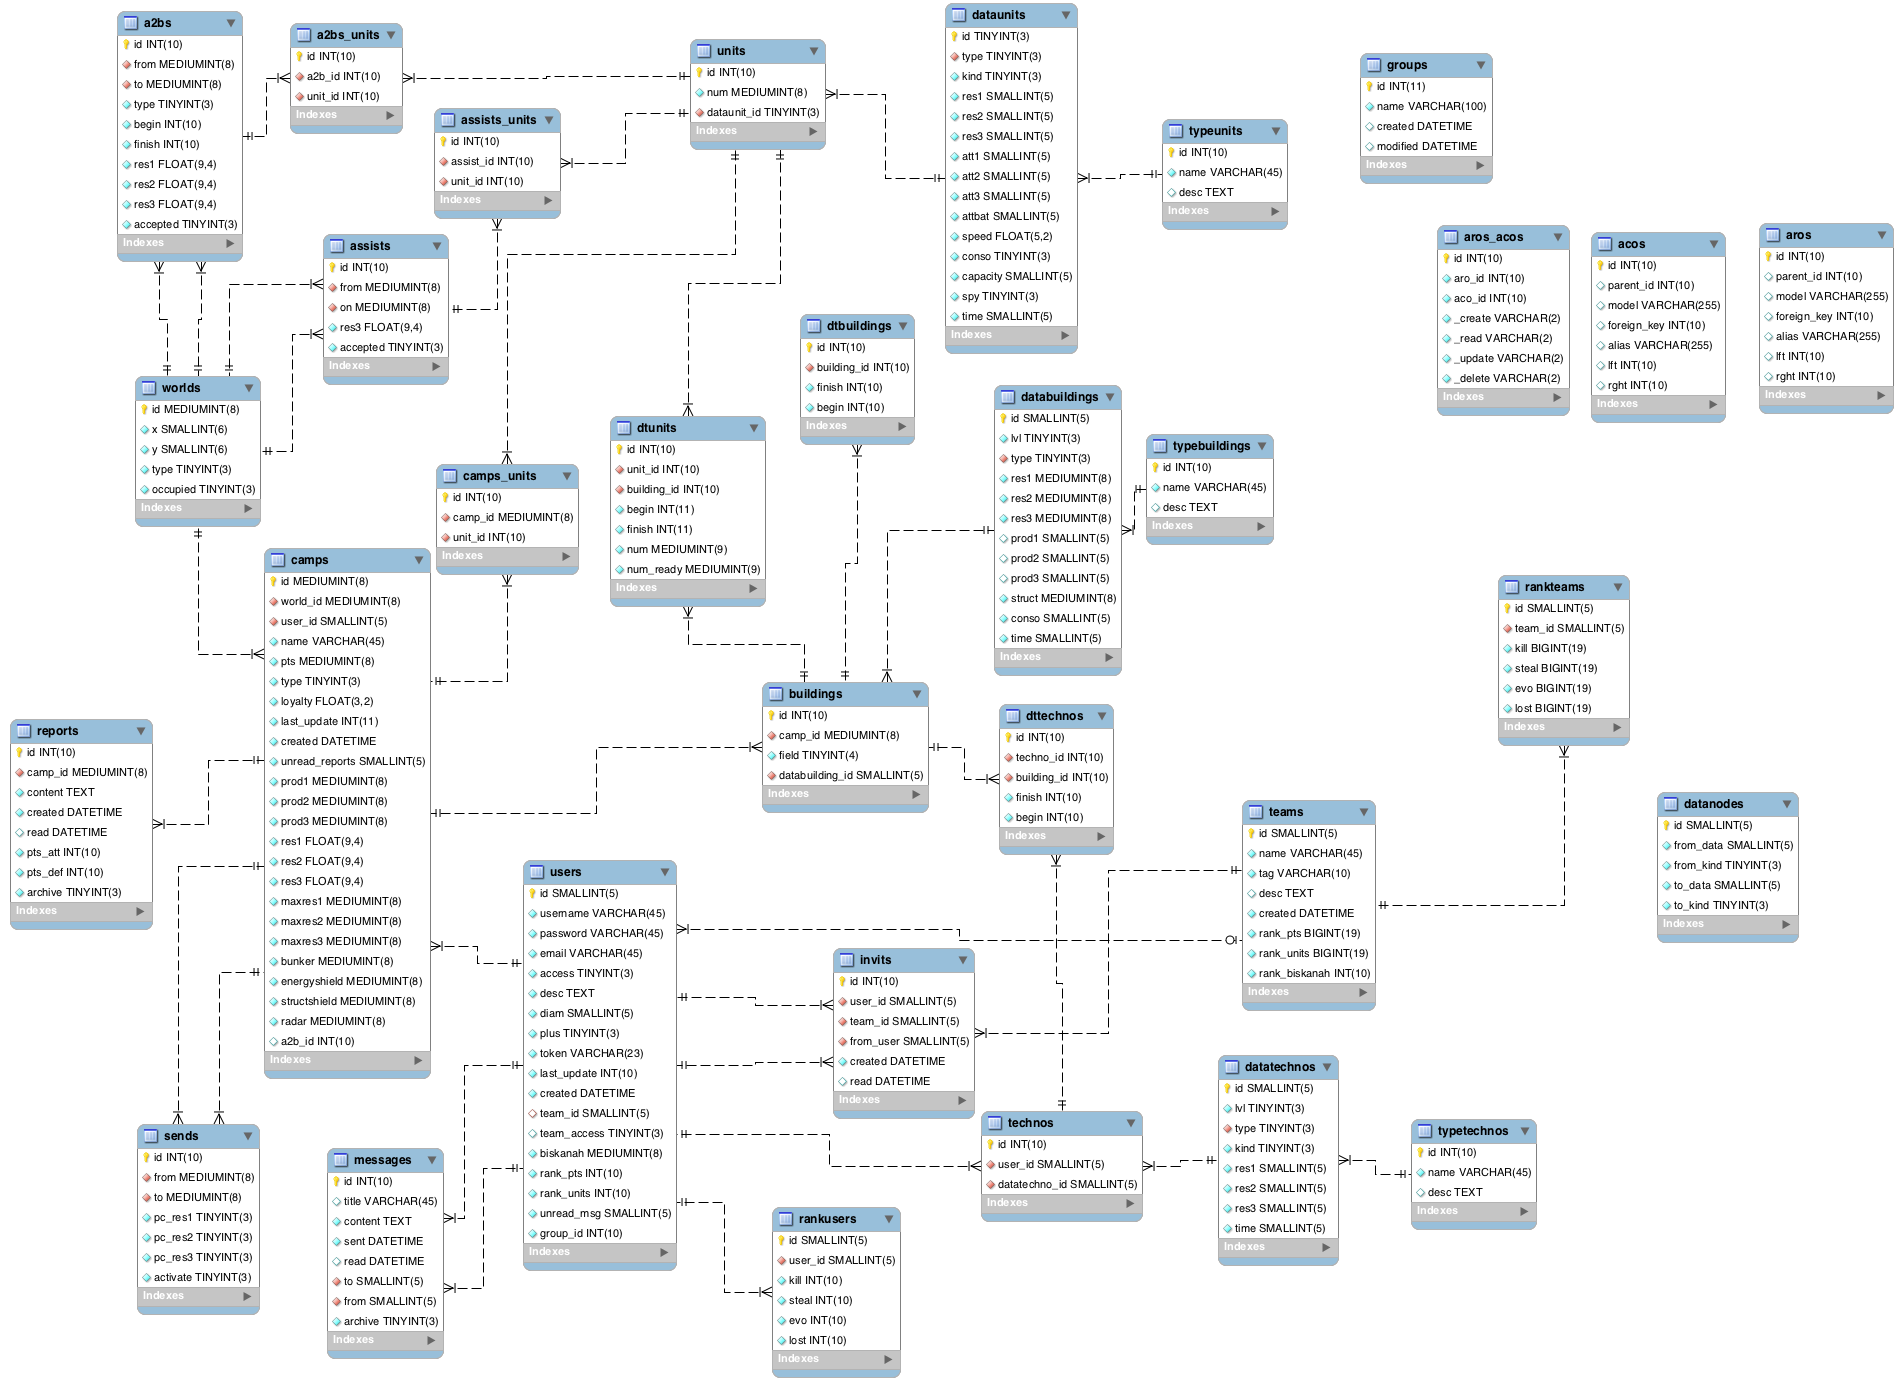 a2bs
id INT(10)
from MEDIUMINT(8)
to MEDIUMINT(8)
type TINYINT(3)
begin INT(10)
finish INT(10)
res1 FLOAT(9,4)
res2 FLOAT(9,4)
res3 FLOAT(9,4)
accepted TINYINT(3)
Indexes
a2bs_units
id INT(10)
a2b_id INT(10)
unit_id INT(10)
Indexes
assists_units
id INT(10)
assist_id INT(10)
unit_id INT(10)
Indexes
units
id INT(10)
num MEDIUMINT(8)
dataunit_id TINYINT(3)
Indexes
dataunits
id TINYINT(3)
type TINYINT(3)
kind TINYINT(3)
res1 SMALLINT(5)
res2 SMALLINT(5)
res3 SMALLINT(5)
att1 SMALLINT(5)
att2 SMALLINT(5)
att3 SMALLINT(5)
attbat SMALLINT(5)
speed FLOAT(5,2)
conso TINYINT(3)
capacity SMALLINT(5)
spy TINYINT(3)
time SMALLINT(5)
Indexes
typeunits
id INT(10)
name VARCHAR(45)
desc TEXT
Indexes
groups
id INT(11)
name VARCHAR(100)
created DATETIME
modified DATETIME
Indexes
aros_acos
id INT(10)
aro_id INT(10)
aco_id INT(10)
_create VARCHAR(2)
_read VARCHAR(2)
_update VARCHAR(2)
_delete VARCHAR(2)
Indexes
acos
id INT(10)
parent_id INT(10)
model VARCHAR(255)
foreign_key INT(10)
alias VARCHAR(255)
lft INT(10)
rght INT(10)
Indexes
aros
id INT(10)
parent_id INT(10)
model VARCHAR(255)
foreign_key INT(10)
alias VARCHAR(255)
lft INT(10)
rght INT(10)
Indexes
assists
id INT(10)
from MEDIUMINT(8)
on MEDIUMINT(8)
res3 FLOAT(9,4)
accepted TINYINT(3)
Indexes
worlds
id MEDIUMINT(8)
x SMALLINT(6)
y SMALLINT(6)
type TINYINT(3)
occupied TINYINT(3)
Indexes
camps_units
id INT(10)
camp_id MEDIUMINT(8)
unit_id INT(10)
Indexes
dtunits
id INT(10)
unit_id INT(10)
building_id INT(10)
begin INT(11)
finish INT(11)
num MEDIUMINT(9)
num_ready MEDIUMINT(9)
Indexes
dtbuildings
id INT(10)
building_id INT(10)
finish INT(10)
begin INT(10)
Indexes
databuildings
id SMALLINT(5)
lvl TINYINT(3)
type TINYINT(3)
res1 MEDIUMINT(8)
res2 MEDIUMINT(8)
res3 MEDIUMINT(8)
prod1 SMALLINT(5)
prod2 SMALLINT(5)
prod3 SMALLINT(5)
struct MEDIUMINT(8)
conso SMALLINT(5)
time SMALLINT(5)
Indexes
typebuildings
id INT(10)
name VARCHAR(45)
desc TEXT
Indexes
camps
id MEDIUMINT(8)
world_id MEDIUMINT(8)
user_id SMALLINT(5)
name VARCHAR(45)
pts MEDIUMINT(8)
type TINYINT(3)
loyalty FLOAT(3,2)
last_update INT(11)
created DATETIME
unread_reports SMALLINT(5)
prod1 MEDIUMINT(8)
prod2 MEDIUMINT(8)
prod3 MEDIUMINT(8)
res1 FLOAT(9,4)
res2 FLOAT(9,4)
res3 FLOAT(9,4)
maxres1 MEDIUMINT(8)
maxres2 MEDIUMINT(8)
maxres3 MEDIUMINT(8)
bunker MEDIUMINT(8)
energyshield MEDIUMINT(8)
structshield MEDIUMINT(8)
radar MEDIUMINT(8)
a2b_id INT(10)
Indexes
reports
id INT(10)
camp_id MEDIUMINT(8)
content TEXT
created DATETIME
read DATETIME
pts_att INT(10)
pts_def INT(10)
archive TINYINT(3)
Indexes
buildings
id INT(10)
camp_id MEDIUMINT(8)
field TINYINT(4)
databuilding_id SMALLINT(5)
Indexes
dttechnos
id INT(10)
techno_id INT(10)
building_id INT(10)
finish INT(10)
begin INT(10)
Indexes
rankteams
id SMALLINT(5)
team_id SMALLINT(5)
kill BIGINT(19)
steal BIGINT(19)
evo BIGINT(19)
lost BIGINT(19)
Indexes
teams
id SMALLINT(5)
name VARCHAR(45)
tag VARCHAR(10)
desc TEXT
created DATETIME
rank_pts BIGINT(19)
rank_units BIGINT(19)
rank_biskanah INT(10)
Indexes
datanodes
id SMALLINT(5)
from_data SMALLINT(5)
from_kind TINYINT(3)
to_data SMALLINT(5)
to_kind TINYINT(3)
Indexes
users
id SMALLINT(5)
username VARCHAR(45)
password VARCHAR(45)
email VARCHAR(45)
access TINYINT(3)
desc TEXT
diam SMALLINT(5)
plus TINYINT(3)
token VARCHAR(23)
last_update INT(10)
created DATETIME
team_id SMALLINT(5)
team_access TINYINT(3)
biskanah MEDIUMINT(8)
rank_pts INT(10)
rank_units INT(10)
unread_msg SMALLINT(5)
group_id INT(10)
Indexes
invits
id INT(10)
user_id SMALLINT(5)
team_id SMALLINT(5)
from_user SMALLINT(5)
created DATETIME
read DATETIME
Indexes
technos
id INT(10)
user_id SMALLINT(5)
datatechno_id SMALLINT(5)
Indexes
datatechnos
id SMALLINT(5)
lvl TINYINT(3)
type TINYINT(3)
kind TINYINT(3)
res1 SMALLINT(5)
res2 SMALLINT(5)
res3 SMALLINT(5)
time SMALLINT(5)
Indexes
typetechnos
id INT(10)
name VARCHAR(45)
desc TEXT
Indexes
sends
id INT(10)
from MEDIUMINT(8)
to MEDIUMINT(8)
pc_res1 TINYINT(3)
pc_res2 TINYINT(3)
pc_res3 TINYINT(3)
activate TINYINT(3)
Indexes
messages
id INT(10)
title VARCHAR(45)
content TEXT
sent DATETIME
read DATETIME
to SMALLINT(5)
from SMALLINT(5)
archive TINYINT(3)
Indexes
rankusers
id SMALLINT(5)
user_id SMALLINT(5)
kill INT(10)
steal INT(10)
evo INT(10)
lost INT(10)
Indexes